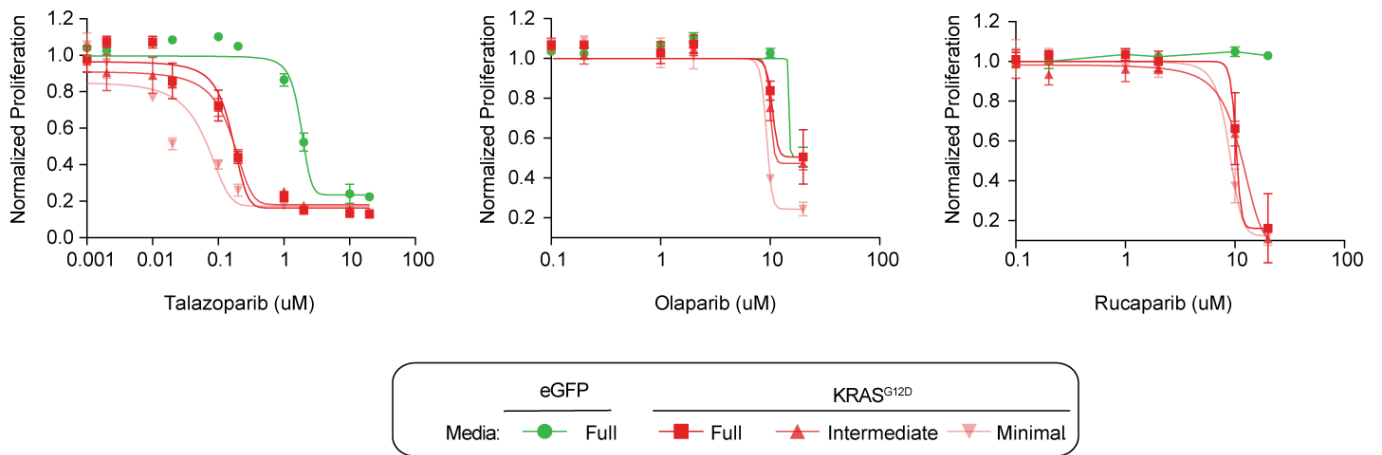 Normalized Proliferation
1.2
1.0
0.8
0.6
0.4
0.2
0.0
0.001 0.01 0.1 1 10 100
Talazoparib (uM)
Normalized Proliferation
1.2
1.0
0.8
0.6
0.4
0.2
0.1 1 10 100
Olaparib (uM)
Normalized Proliferation
1.2
1.0
0.8
0.6
0.4
0.2
0.1 1 10 100
Rucaparib (uM)
eGFP KRASG12D
Media: Full Full Intermediate Minimal